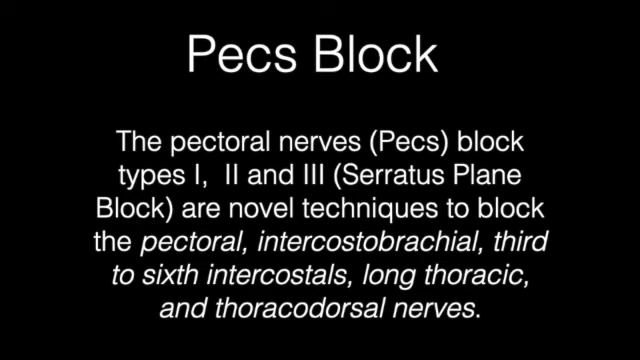 Pecs Block
The pectoral nerves (Pecs) block
types I, II and III (Serratus Plane
Block) are novel techniques to block
the pectoral, intercostobrachial, third
to sixth intercostals, long thoracic,
and thoracodorsal nerves.